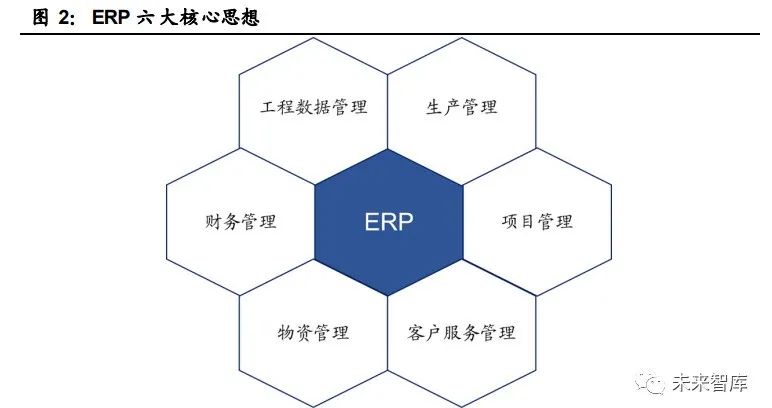 图 2： ERP 六大核心思想
工程数据管理
生产管理
财务管理
ERP
项目管理
物资管理
客户服务管理
未来智库